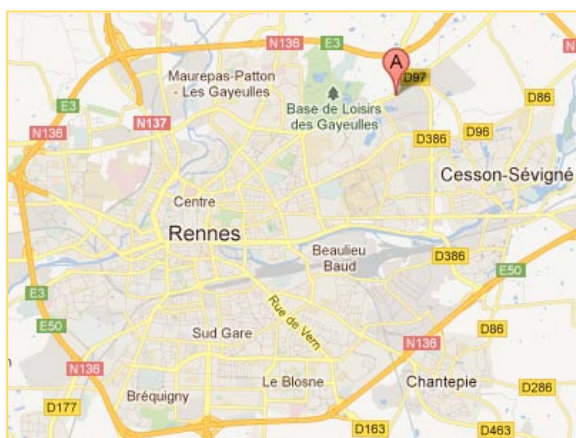 N136
E3
A
Maurepas-Patton
- Les Gayeulles
D97
E3
Base de Loisirs
des Gayeulles
D86
N136
N137
D386
D96
Cesson-Sévigné
Centre
Rennes
Beaulieu
Baud
D386
E50
E3
Rue de Vern
E50
Sud Gare
D86
N136
N136
Le Blosne
Chantepie
Bréquigny
D286
D177
D163
D463